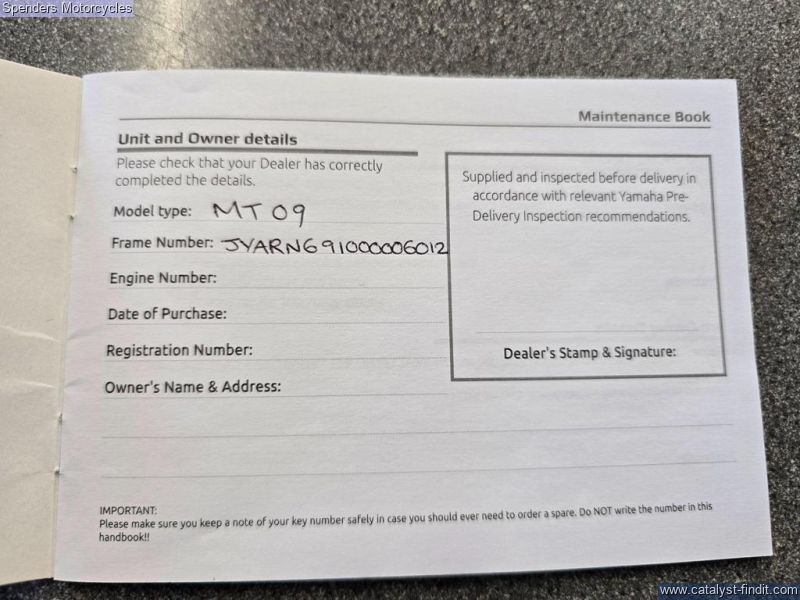 Spenders Motorcycles
Maintenance Book
Unit and Owner details
Please check that your Dealer has correctly
completed the details.
Model type: MT 09
Frame Number: JYARN691000006012
Engine Number:
Date of Purchase:
Registration Number:
Owner's Name & Address:
Supplied and inspected before delivery in
accordance with relevant Yamaha Pre-
Delivery Inspection recommendations.
Dealer's Stamp & Signature:
IMPORTANT:
Please make sure you keep a note of your key number safely in case you should ever need to order a spare. Do NOT write the number in this
handbook!!
www.catalyst-findit.com